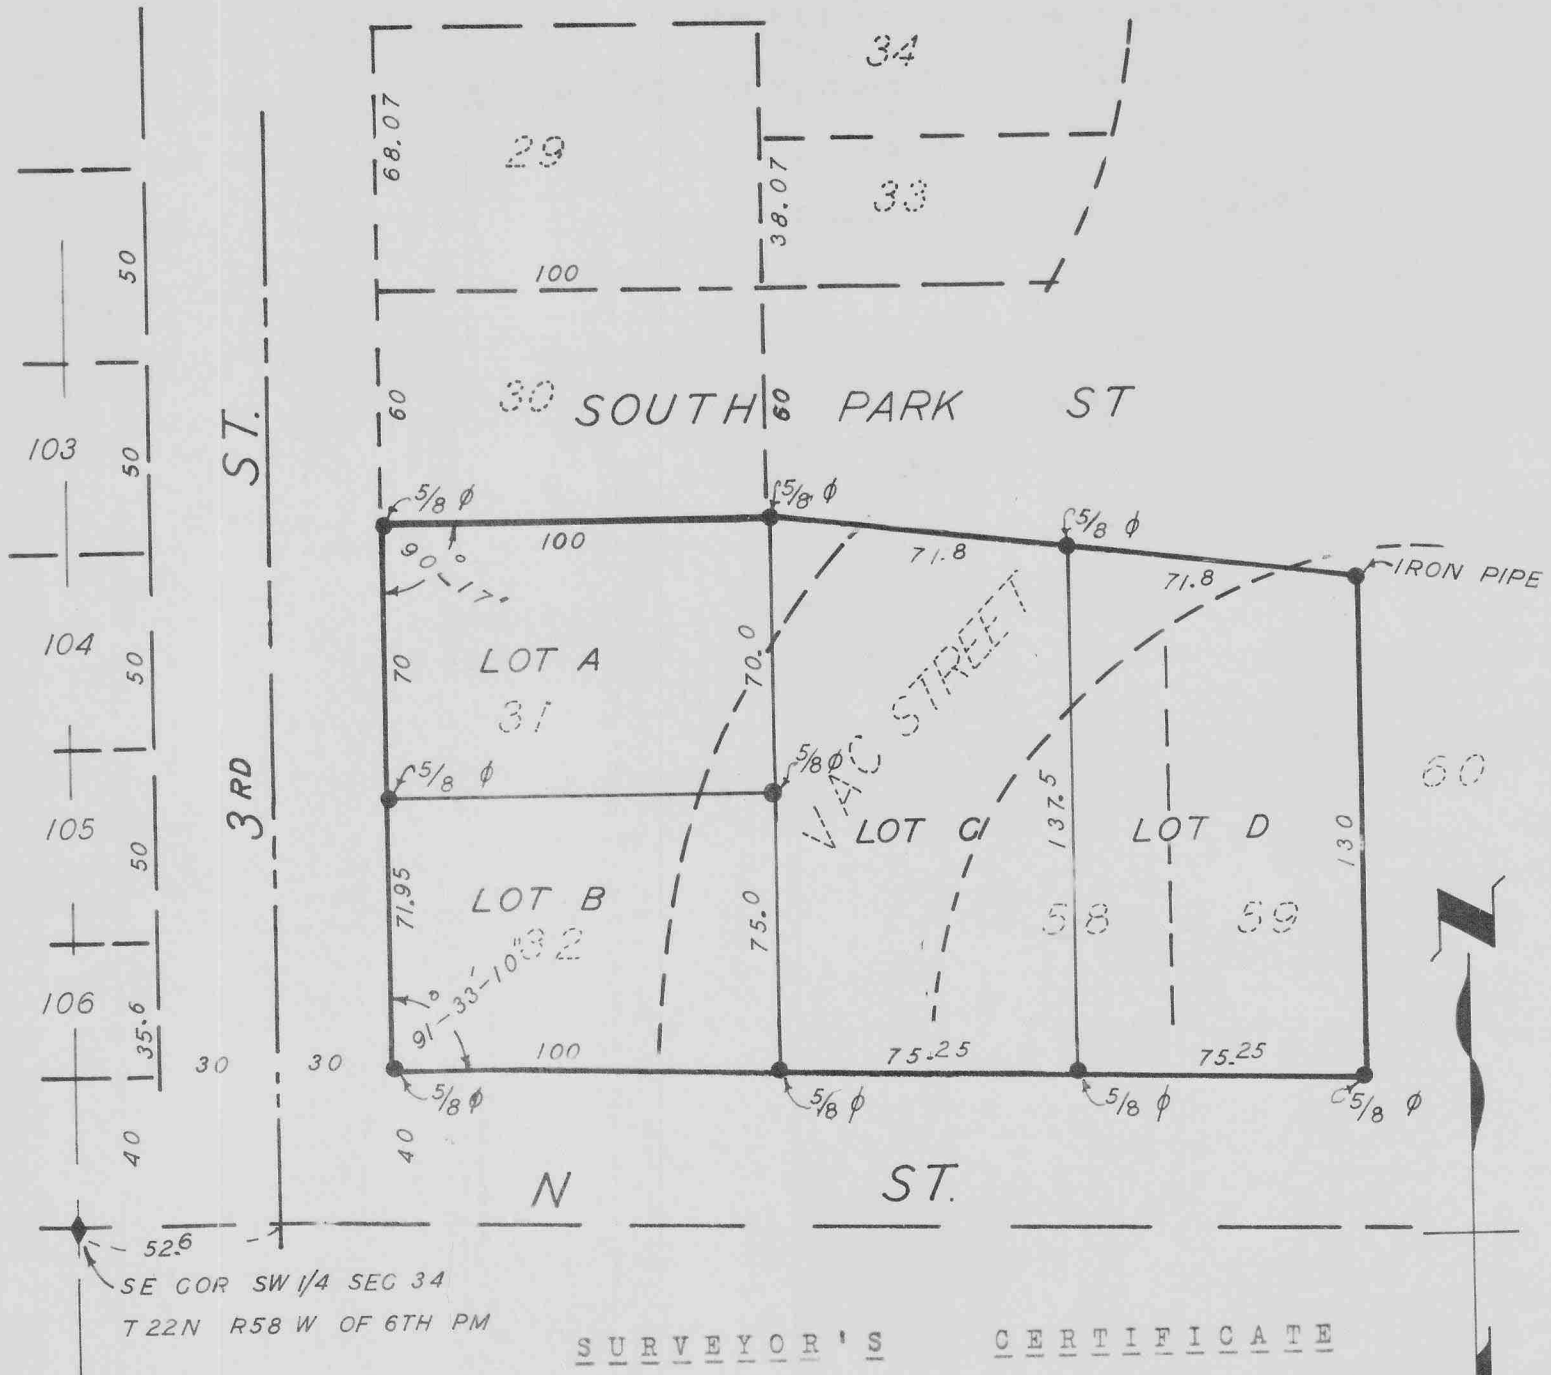 34
68.07
29
38.07
33
50
100
60
30 SOUTH 60 PARK ST
103
50
3RD ST.
5/8 φ
5/8 φ
5/8 φ
100
71.8
71.8
IRON PIPE
90°-17'
104
50
70
LOT A
70.0
31
VAC STREET
5/8 φ
5/8 φ
60
105
50
LOT C
137.5
LOT D
130
71.95
LOT B
75.0
32
58
59
N
91°-33'-10"
106
35.6
30
30
100
75.25
75.25
5/8 φ
5/8 φ
5/8 φ
5/8 φ
40
40
N ST.
52.6
SE COR SW 1/4 SEC 34
T 22N R58 W OF 6TH PM
SURVEYOR'S CERTIFICATE